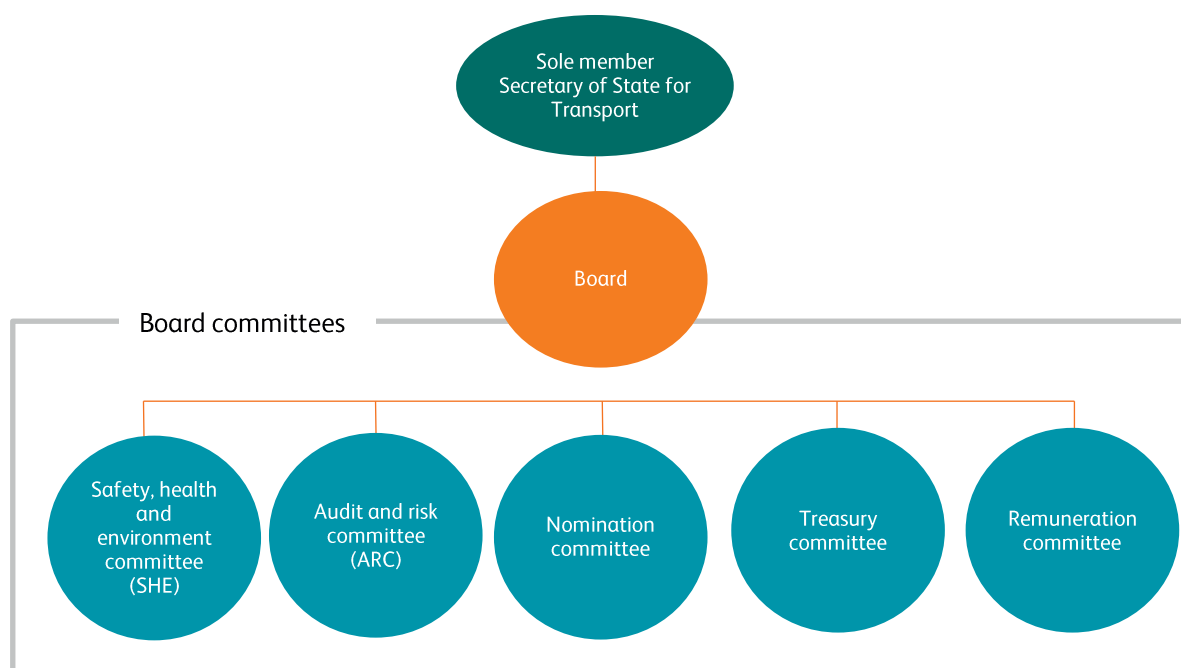 Sole member
Secretary of State for
Transport
Board
Board committees
Safety, health
and
environment
committee
(SHE)
Audit and risk
committee
(ARC)
Nomination
committee
Treasury
committee
Remuneration
committee